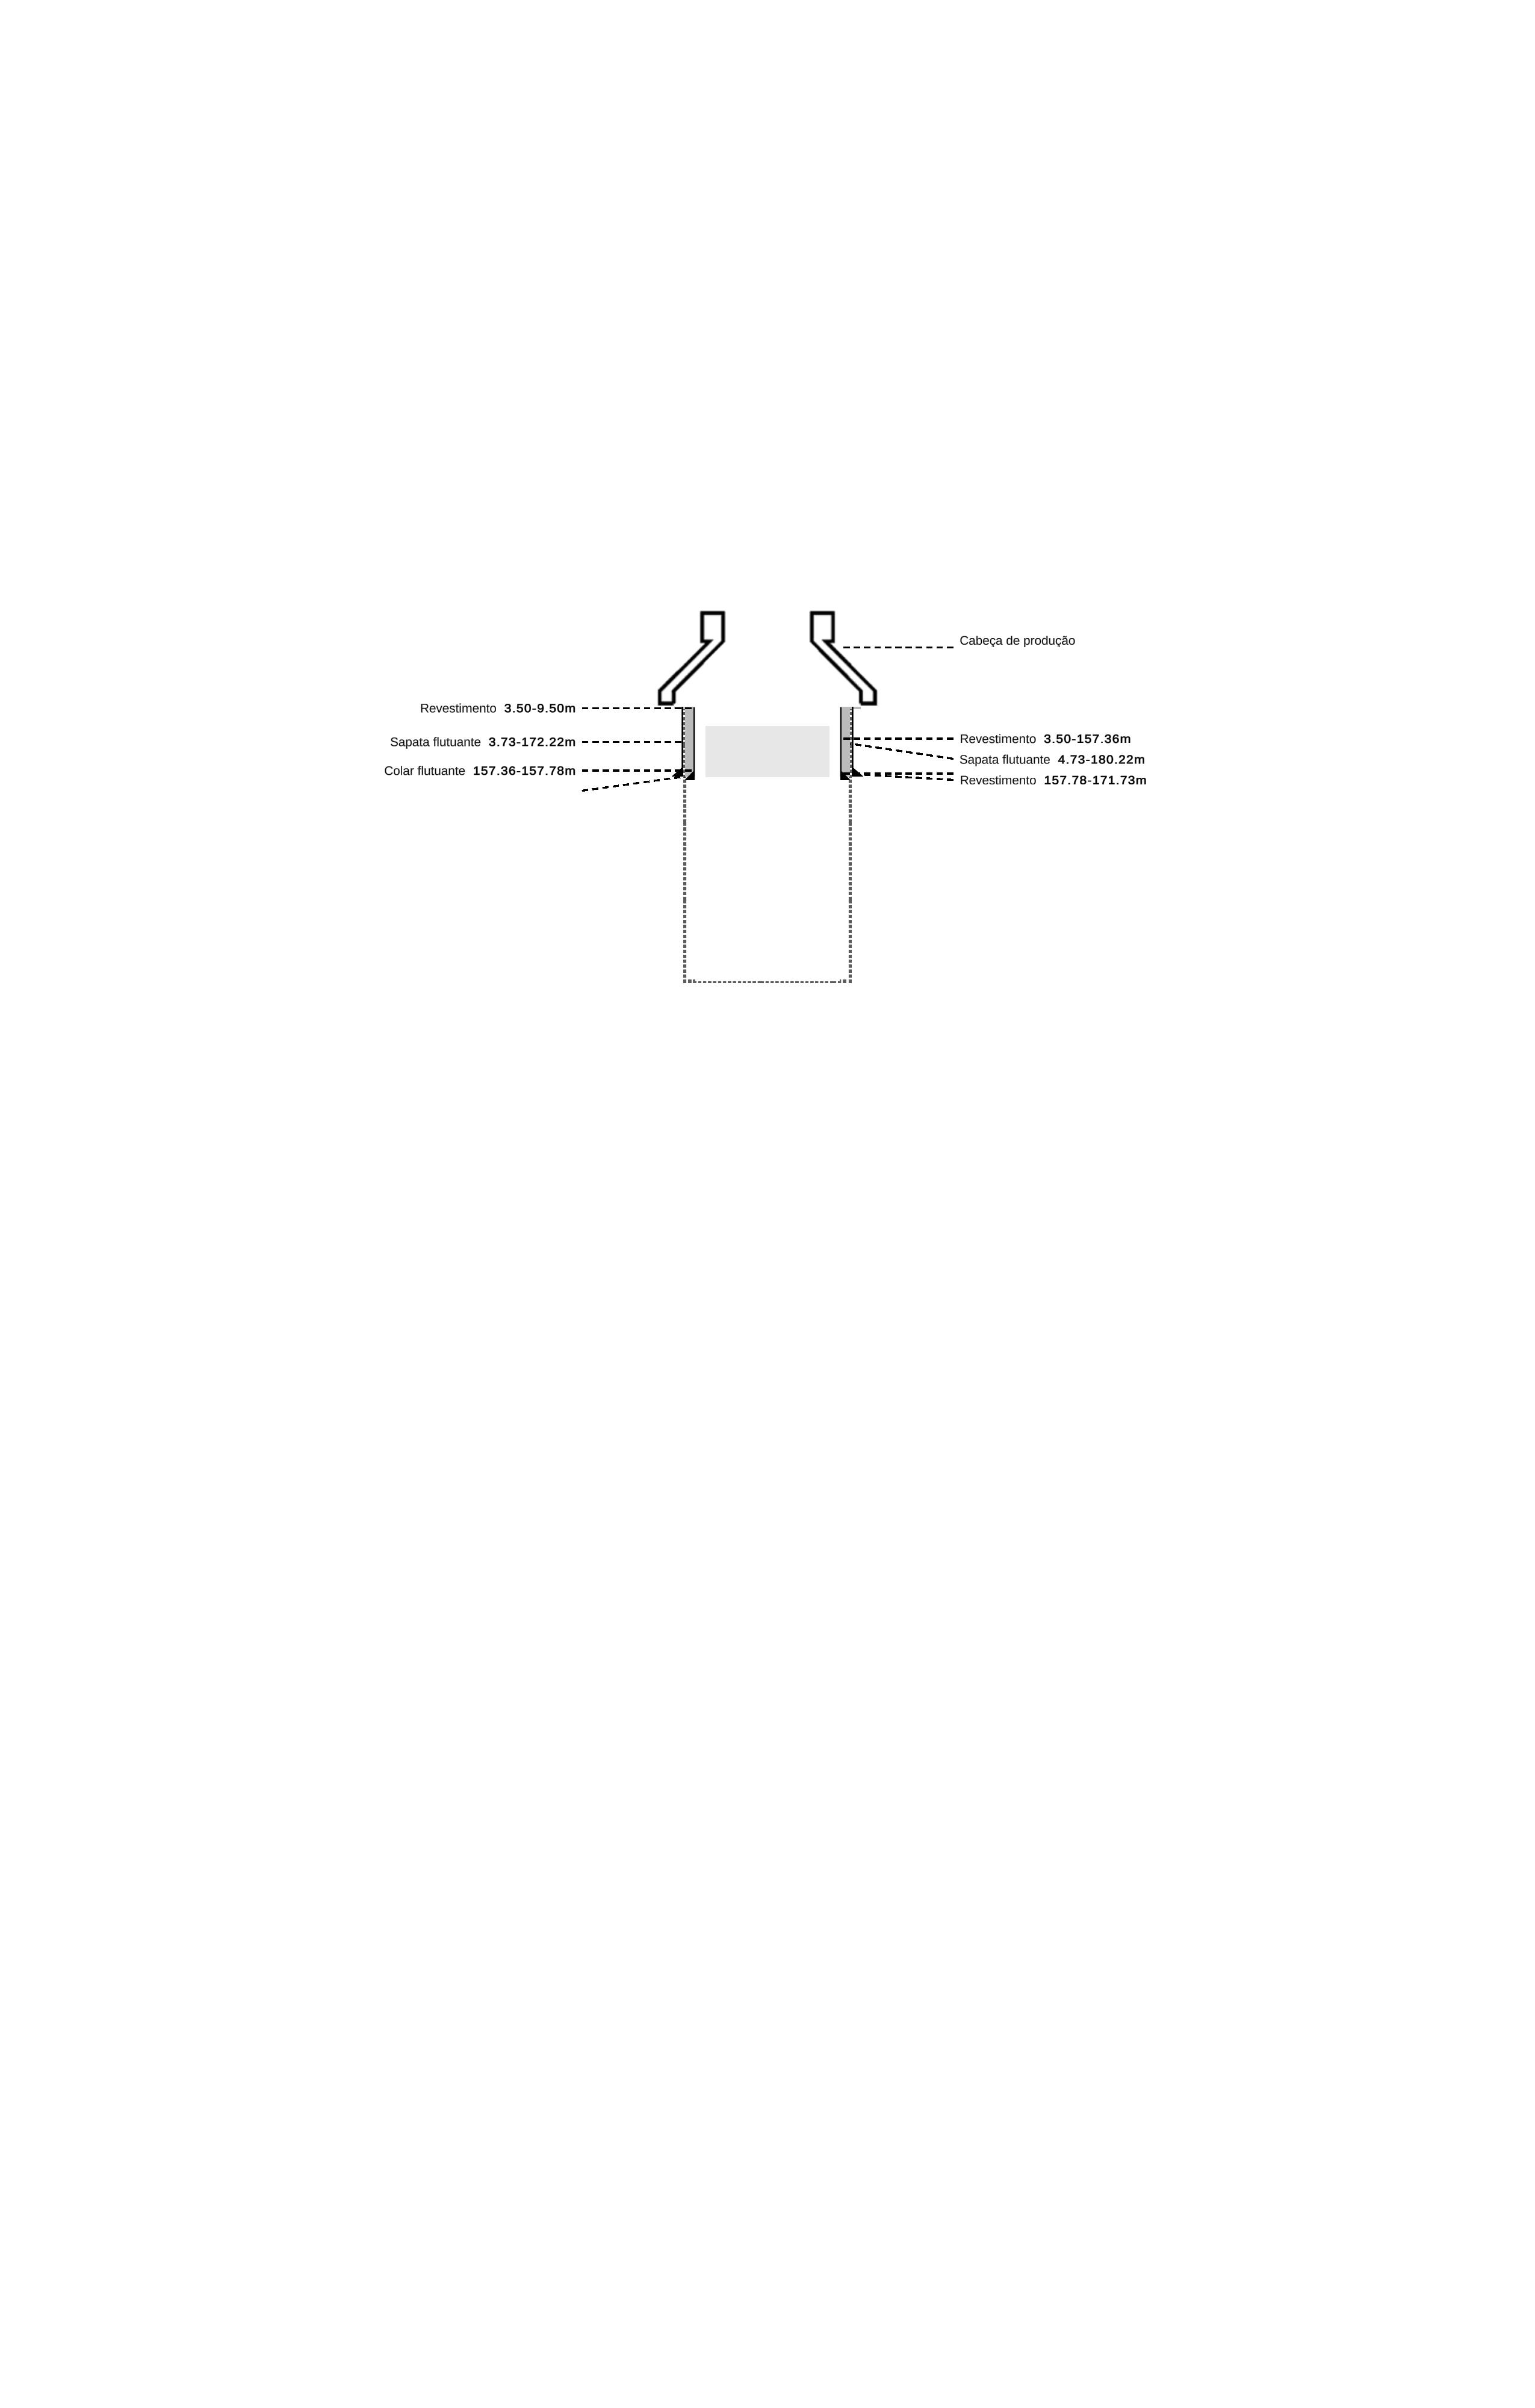 Cabeça de produção
Revestimento 3.50-9.50m
Sapata flutuante 3.73-172.22m
Colar flutuante 157.36-157.78m
Revestimento 3.50-157.36m
Sapata flutuante 4.73-180.22m
Revestimento 157.78-171.73m